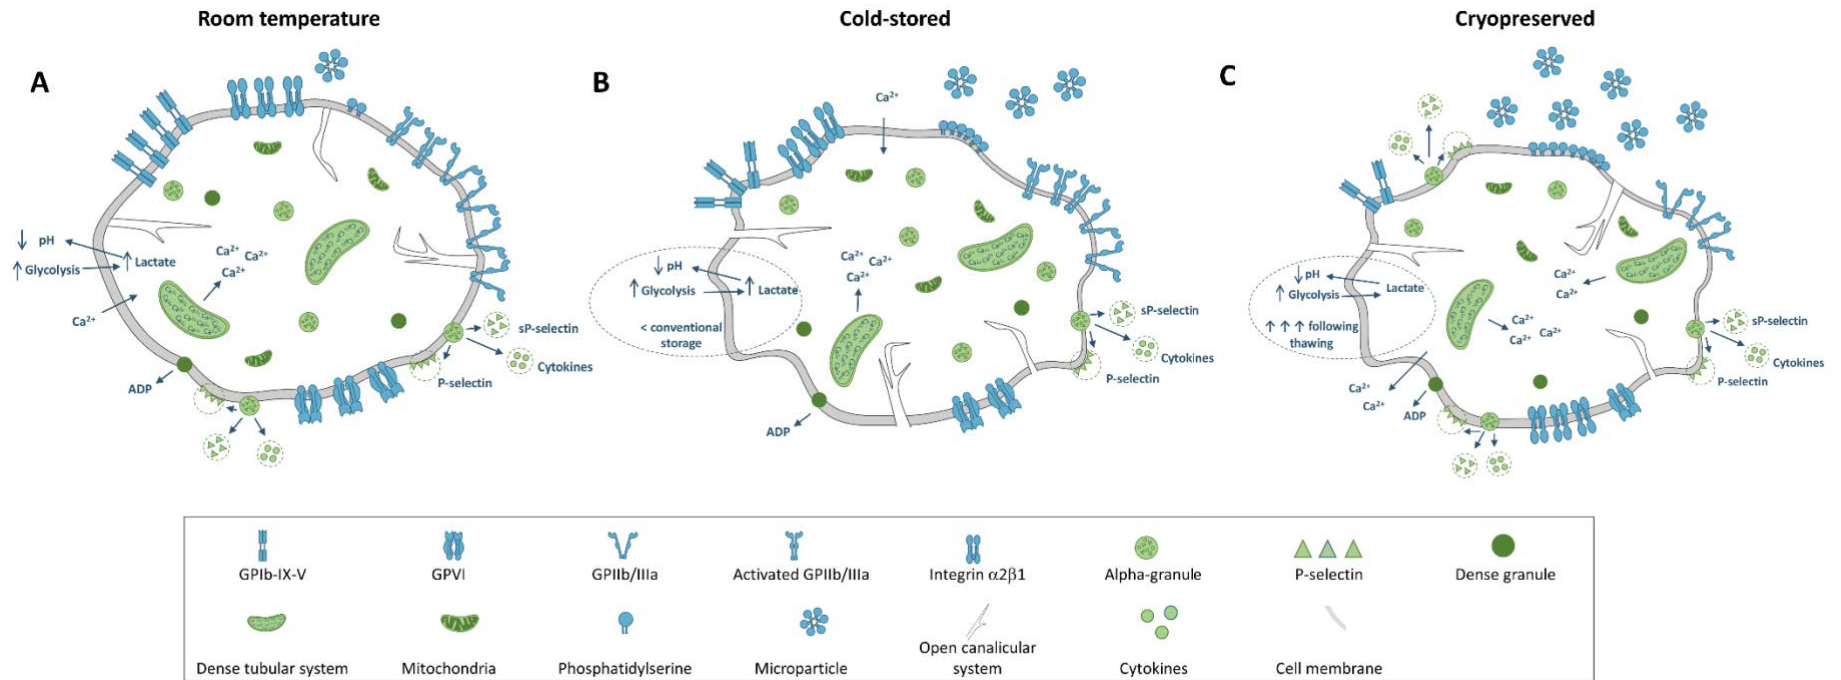 Room temperature
Cold-stored
Cryopreserved
A
pH
Glycolysis
Lactate
Ca²⁺
Ca²⁺ Ca²⁺
Ca²⁺
ADP
sP-selectin
Cytokines
P-selectin
B
Ca²⁺
pH
Glycolysis
Lactate
< conventional
storage
Ca²⁺ Ca²⁺
Ca²⁺
ADP
sP-selectin
Cytokines
P-selectin
C
pH
Glycolysis
Lactate
↑ ↑ ↑ following
thawing
Ca²⁺
Ca²⁺
Ca²⁺
Ca²⁺ Ca²⁺
Ca²⁺
Ca²⁺
ADP
sP-selectin
Cytokines
P-selectin
GPIb-IX-V
GPVI
GPIIb/IIIa
Activated GPIIb/IIIa
Integrin α2β1
Alpha-granule
P-selectin
Dense granule
Dense tubular system
Mitochondria
Phosphatidylserine
Microparticle
Open canalicular
system
Cytokines
Cell membrane